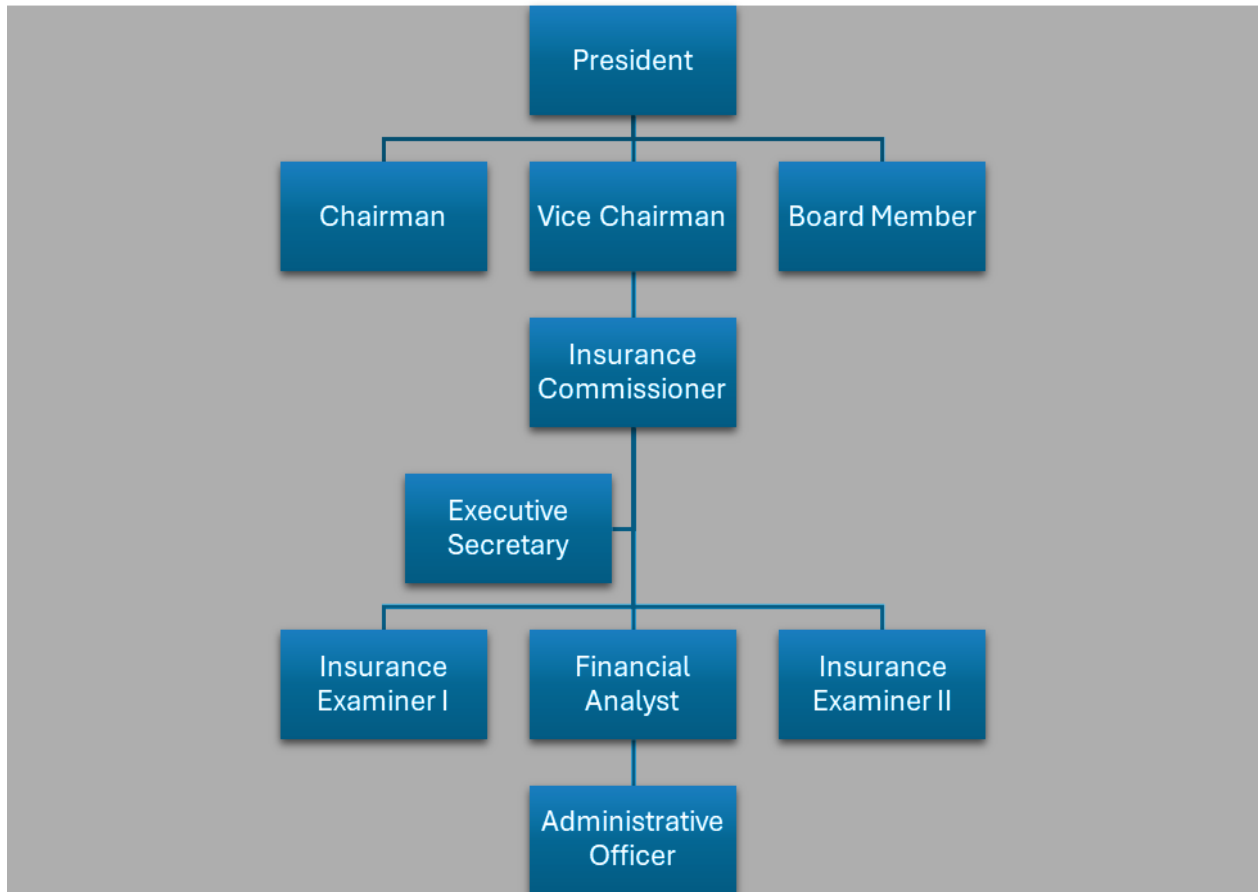 President
Chairman
Vice Chairman
Board Member
Insurance
Commissioner
Executive
Secretary
Insurance
Examiner I
Financial
Analyst
Insurance
Examiner II
Administrative
Officer